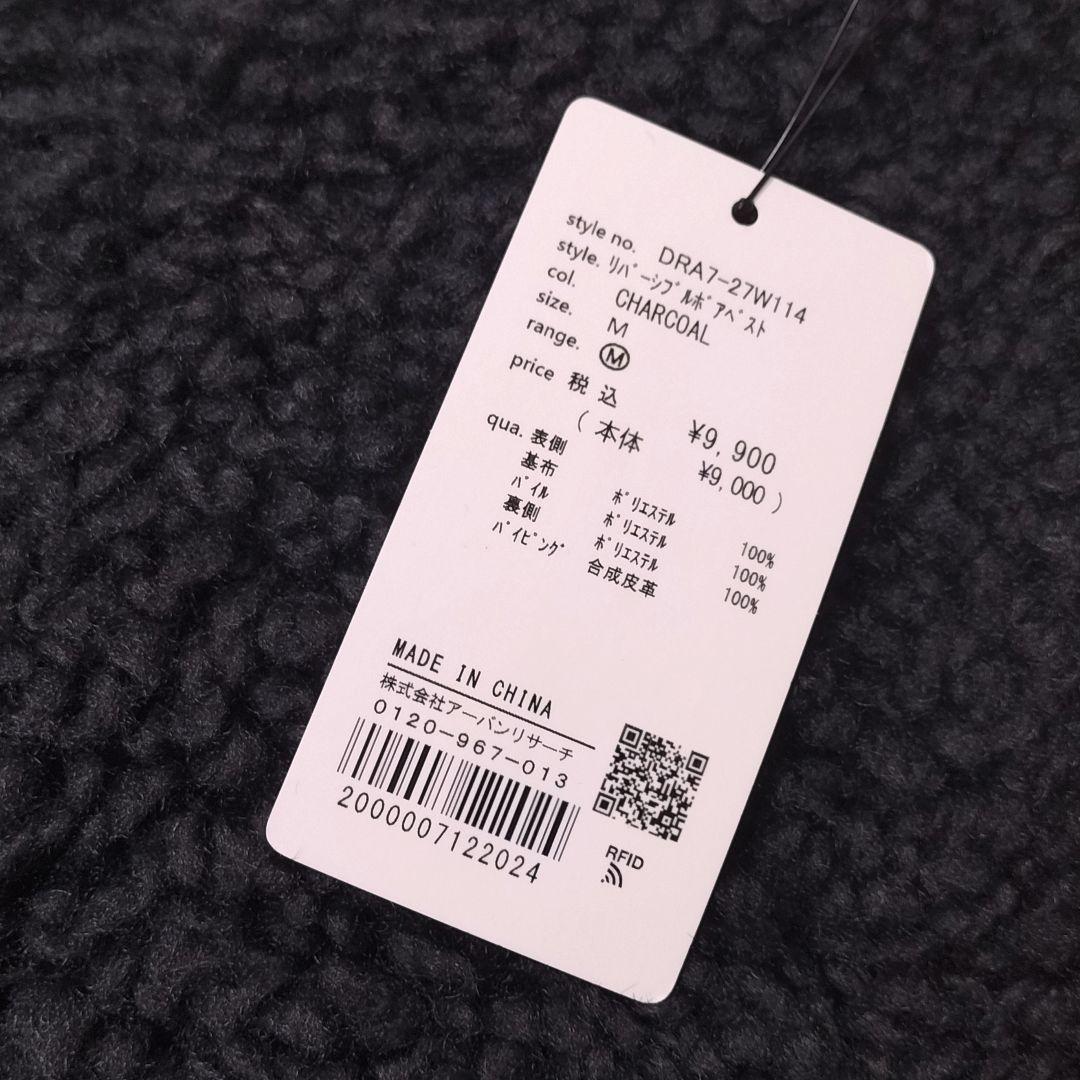 style no. DRA7-27W114
style. ﾘﾊﾞｰｼﾌﾞﾙﾎﾞｱﾍﾞｽﾄ
col. CHARCOAL
size. M
range. Ⓜ
price 税込 ¥9,900
(本体 ¥9,000)
qua. 表側
基布 ﾎﾟﾘｴｽﾃﾙ 100%
ﾊﾟｲﾙ ﾎﾟﾘｴｽﾃﾙ 100%
裏側 ﾎﾟﾘｴｽﾃﾙ 100%
ﾊﾟｲﾋﾟﾝｸﾞ 合成皮革
MADE IN CHINA
株式会社アーバンリサーチ
0120-967-013
2000007122024
RFID